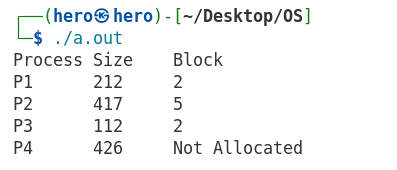 ┌──(hero㉿hero)-[~/Desktop/OS]
└─$ ./a.out
Process Size    Block
P1      212     2
P2      417     5
P3      112     2
P4      426     Not Allocated